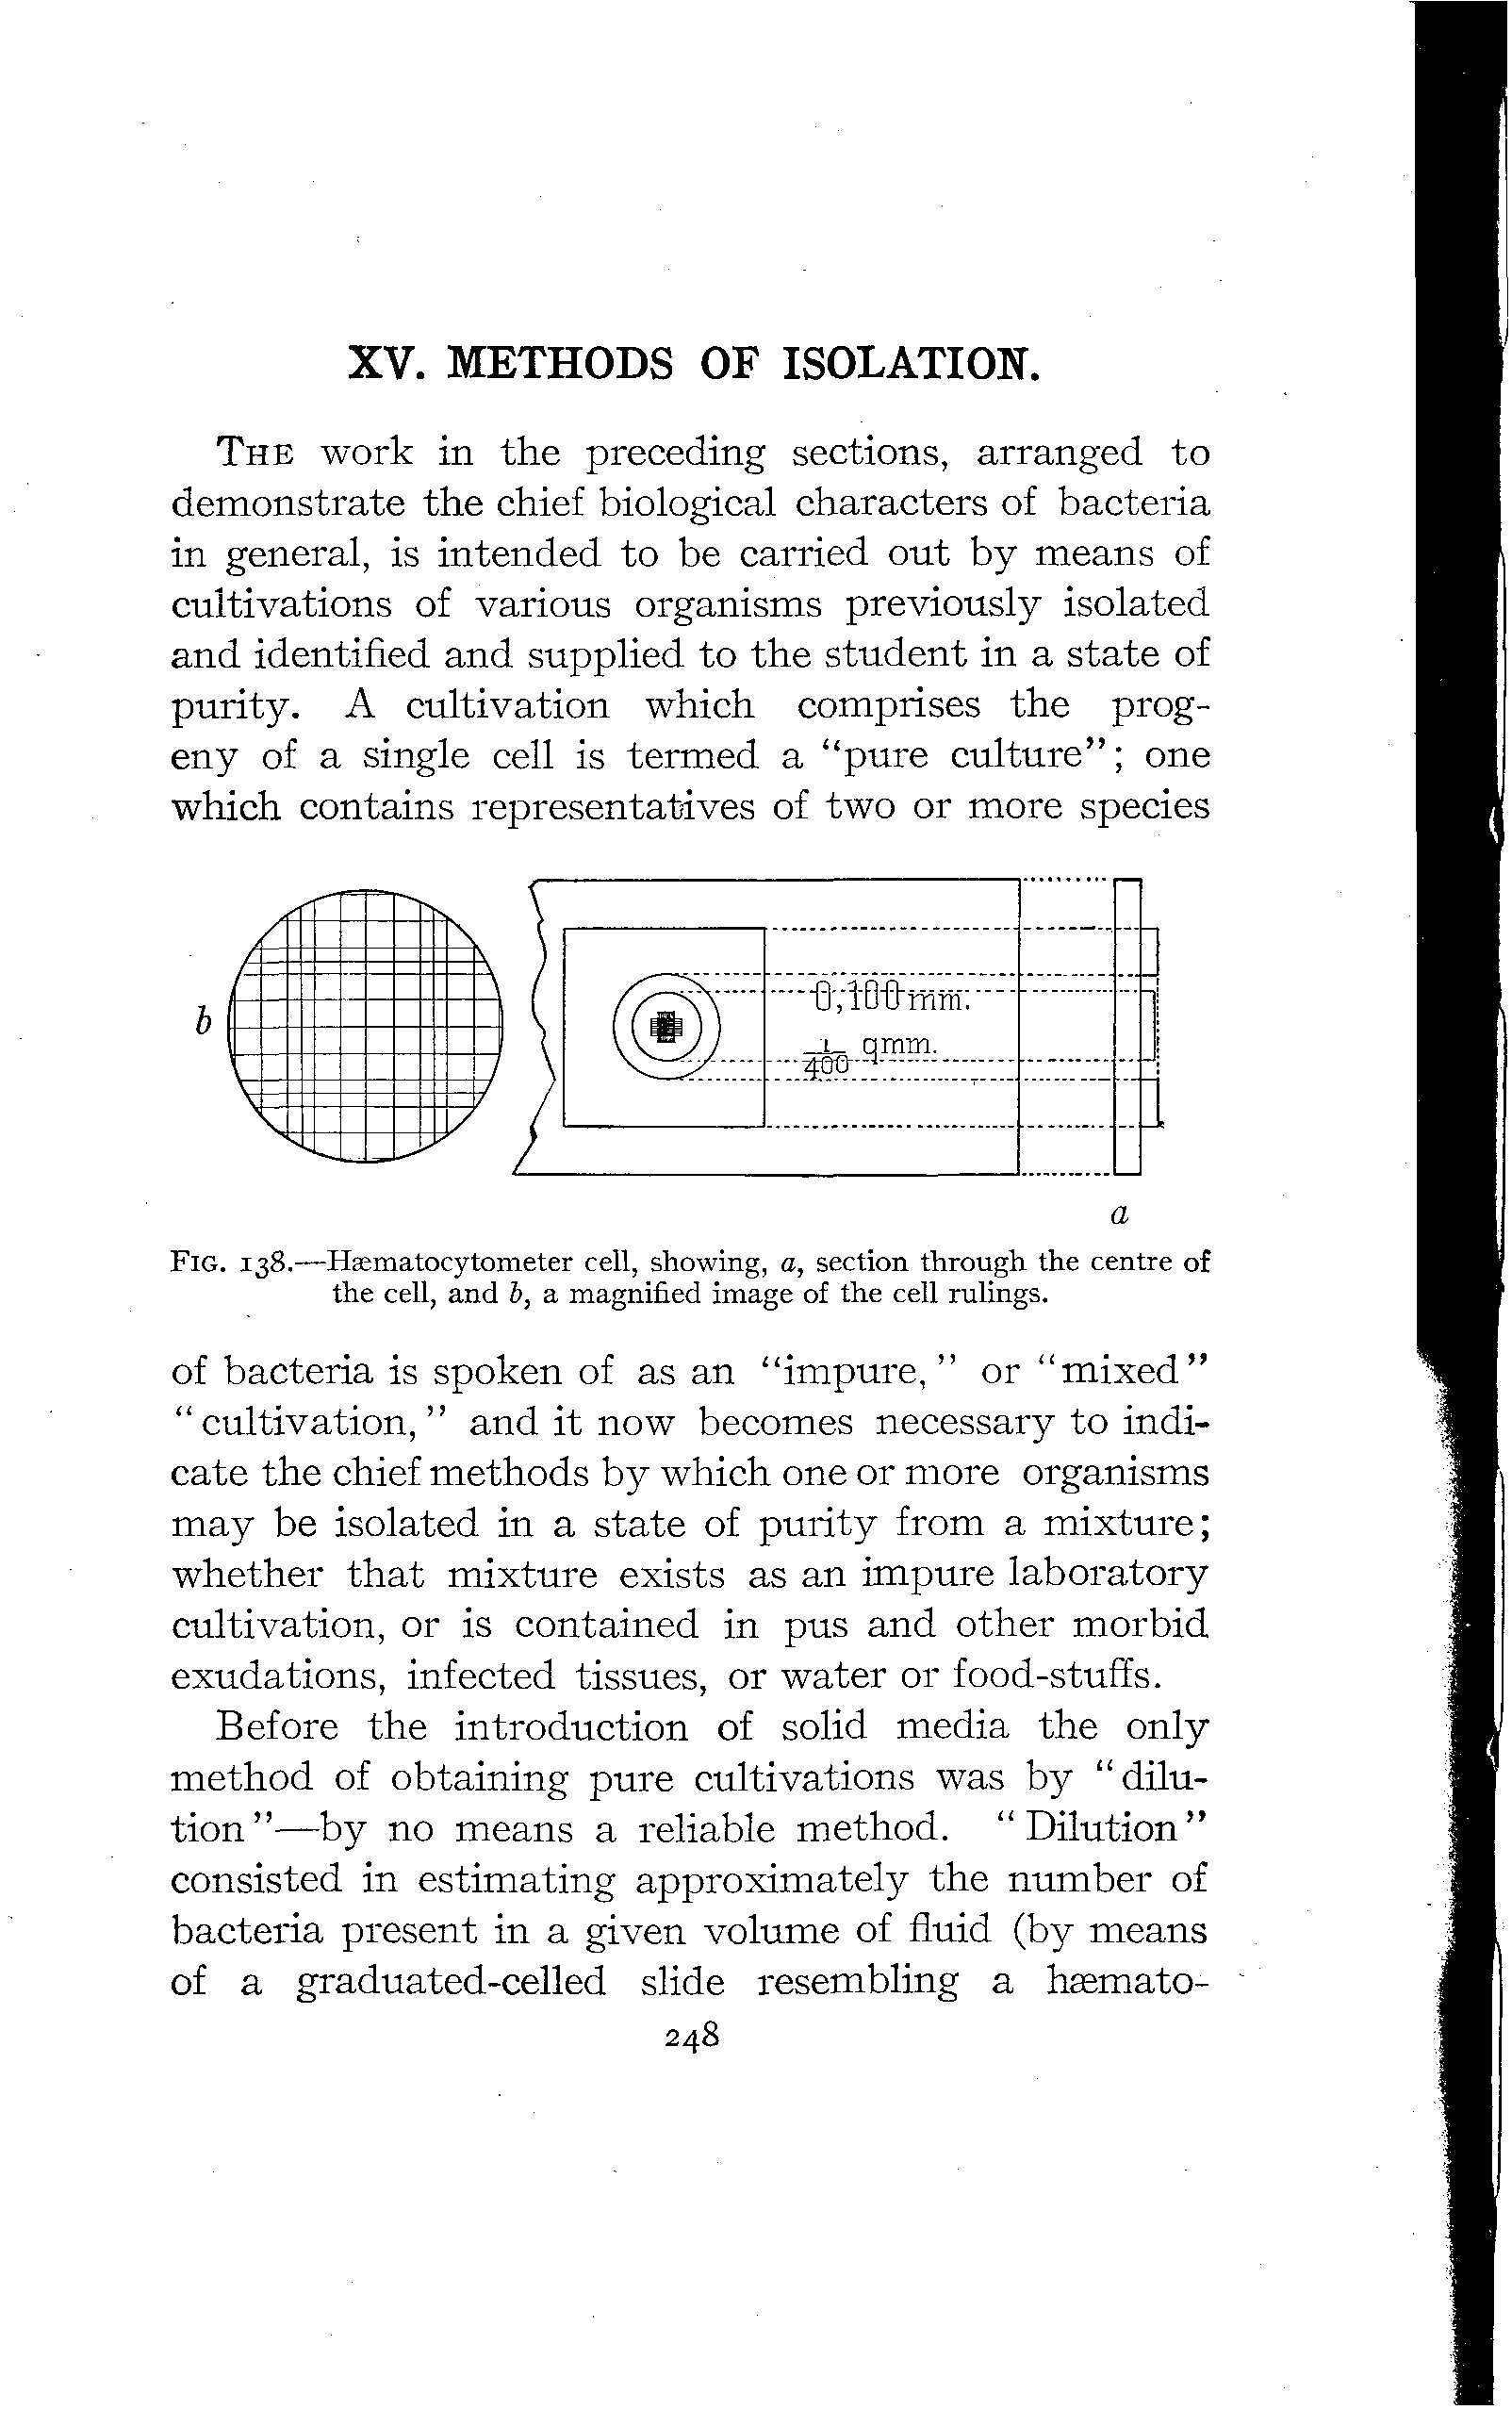 XV. METHODS OF ISOLATION.
THE work in the preceding sections, arranged to
demonstrate the chief biological characters of bacteria
in general, is intended to be carried out by means of
cultivations of various organisms previously isolated
and identified and supplied to the student in a state of
purity. A cultivation which comprises the prog-
eny of a single cell is termed a “pure culture”; one
which contains representatives of two or more species
b
0,100 mm.
1/400 qmm.
a
FIG. 138.—Hæmatocytometer cell, showing, a, section through the centre of
the cell, and b, a magnified image of the cell rulings.
of bacteria is spoken of as an “impure,” or “mixed”
“cultivation,” and it now becomes necessary to indi-
cate the chief methods by which one or more organisms
may be isolated in a state of purity from a mixture;
whether that mixture exists as an impure laboratory
cultivation, or is contained in pus and other morbid
exudations, infected tissues, or water or food-stuffs.
Before the introduction of solid media the only
method of obtaining pure cultivations was by “dilu-
tion”—by no means a reliable method. “Dilution”
consisted in estimating approximately the number of
bacteria present in a given volume of fluid (by means
of a graduated-celled slide resembling a hæmato-
248